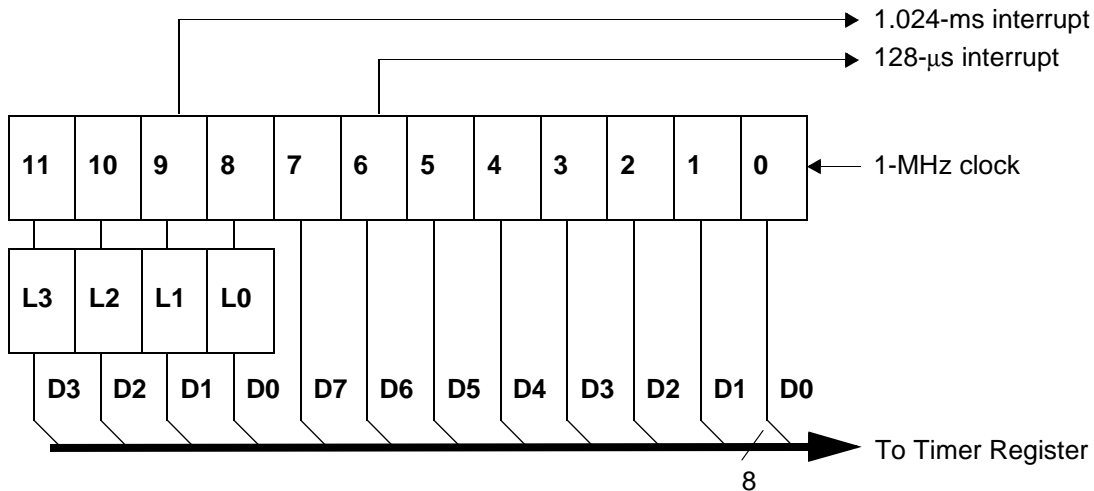 1.024-ms interrupt
128-μs interrupt
11 10 9 8 7 6 5 4 3 2 1 0
1-MHz clock
L3 L2 L1 L0
D3 D2 D1 D0 D7 D6 D5 D4 D3 D2 D1 D0
To Timer Register
8